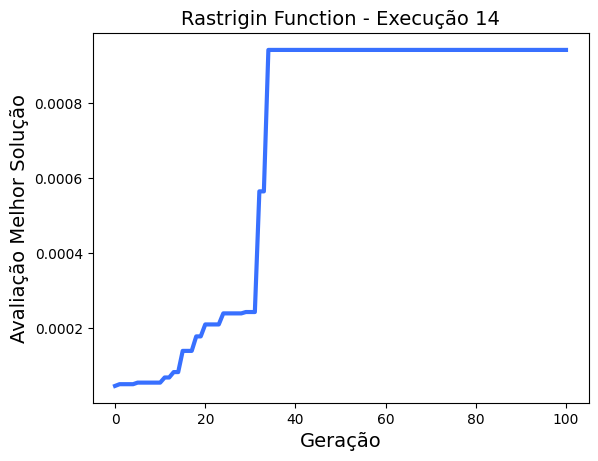 Rastrigin Function - Execução 14
Avaliação Melhor Solução
0.0008
0.0006
0.0004
0.0002
0 20 40 60 80 100
Geração